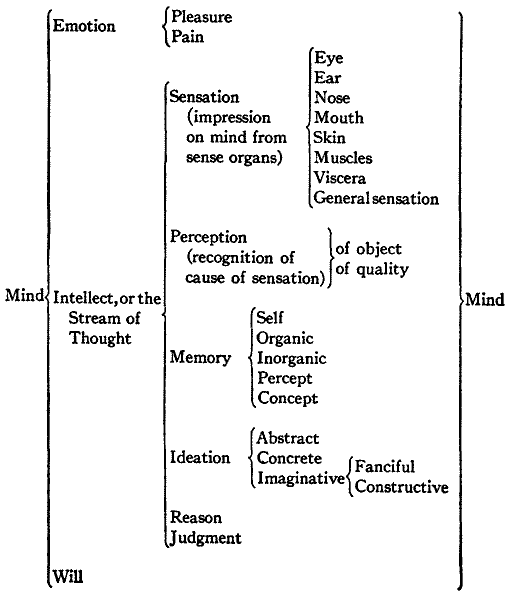 Emotion
Pleasure
Pain
Sensation
(impression
on mind from
sense organs)
Eye
Ear
Nose
Mouth
Skin
Muscles
Viscera
General sensation
Perception
(recognition of
cause of sensation)
of object
of quality
Mind
Intellect, or the
Stream of
Thought
Memory
Self
Organic
Inorganic
Percept
Concept
Ideation
Abstract
Concrete
Imaginative
Fanciful
Constructive
Reason
Judgment
Will
Mind